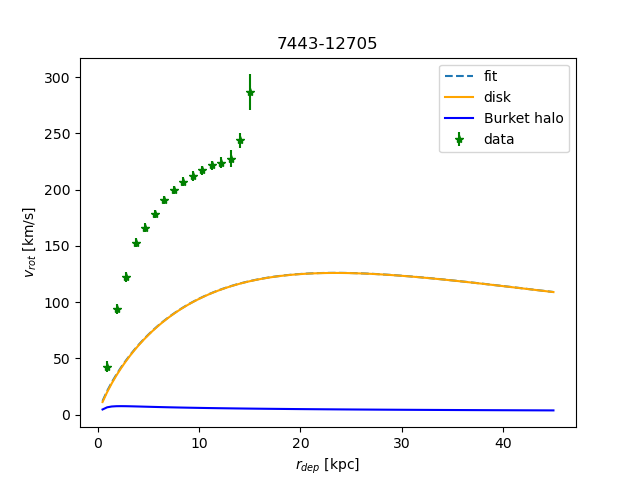 7443-12705
300
250
200
150
100
50
0
v_rot [km/s]
fit
disk
Burket halo
data
0 10 20 30 40
r_dep [kpc]